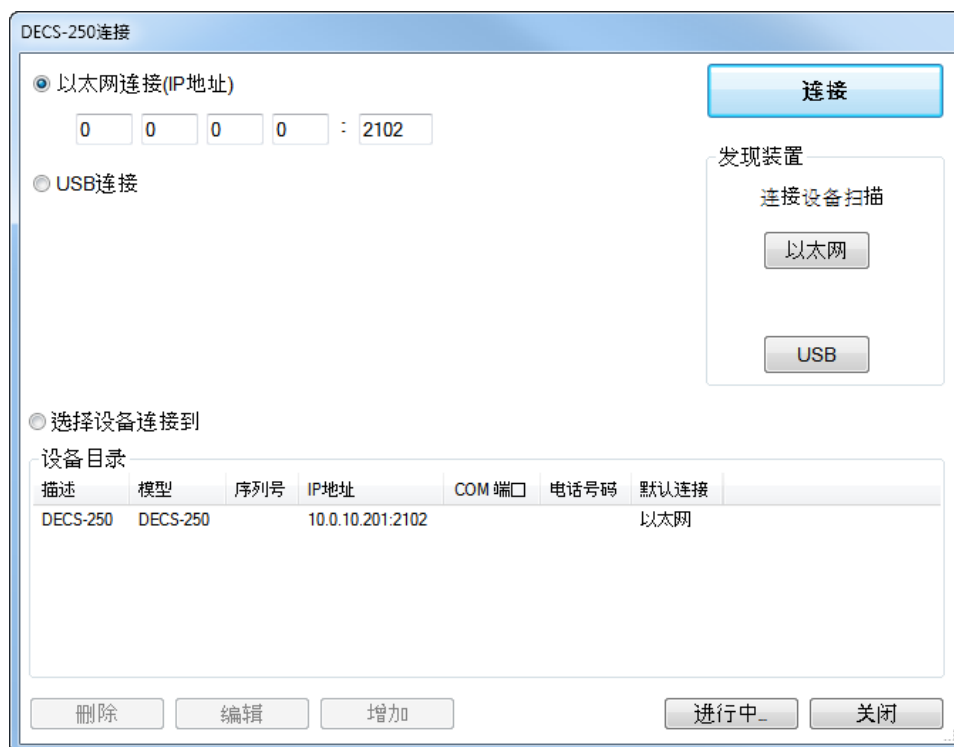 DECS-250连接
以太网连接(IP地址)
连接
0 0 0 0 : 2102
发现装置
USB连接
连接设备扫描
以太网
USB
选择设备连接到
设备目录
描述 模型 序列号 IP地址 COM 端口 电话号码 默认连接
DECS-250 DECS-250 10.0.10.201:2102 以太网
删除 编辑 增加 进行中_ 关闭